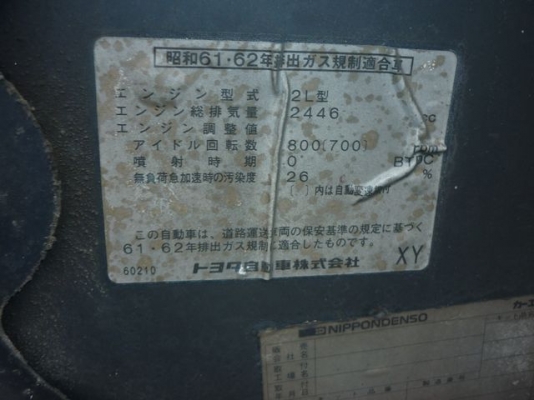 昭和61・62年排出ガス規制適合車
エンジン型式 2L型
エンジン総排気量 2446 cc
エンジン調整値
アイドル回転数 800(700) rpm
噴射時期 0° BTDC
無負荷急加速時の汚染度 26 %
( )内は自動変速機付
この自動車は、道路運送車両の保安基準の規定に基づく
61・62年排出ガス規制に適合したものです。
60210 トヨタ自動車株式会社 XY
NIPPONDENSO カーエ